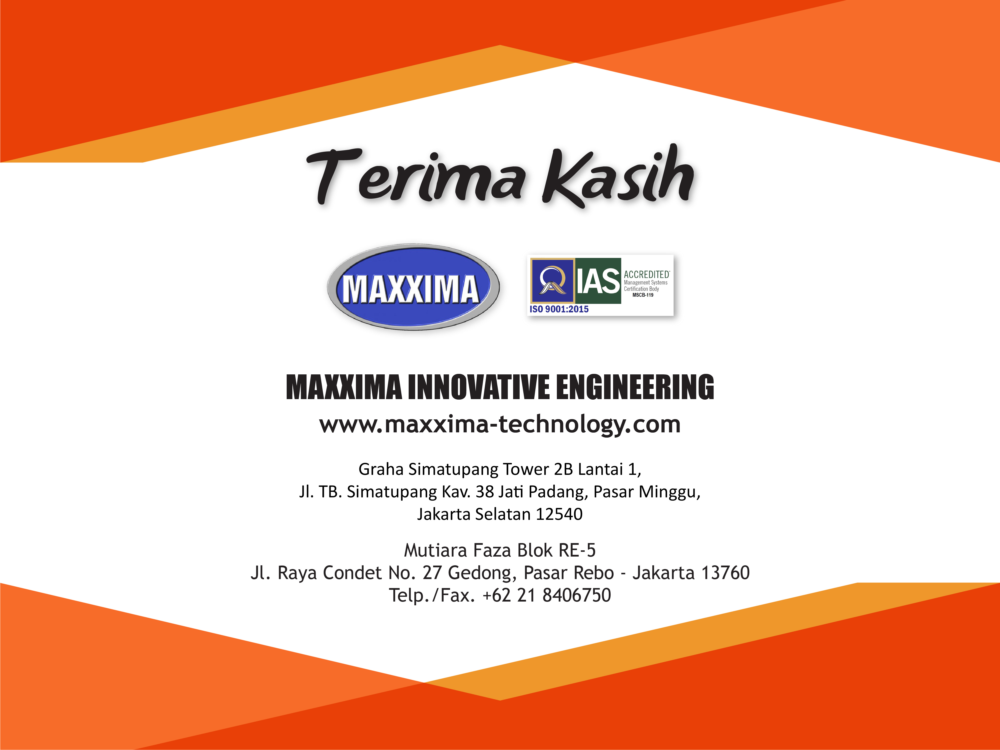 Terima Kasih
MAXXIMA
IAS
ACCREDITED™
Management Systems
Certification Body
MSCB-119
ISO 9001:2015
MAXXIMA INNOVATIVE ENGINEERING
www.maxxima-technology.com
Graha Simatupang Tower 2B Lantai 1,
Jl. TB. Simatupang Kav. 38 Jati Padang, Pasar Minggu,
Jakarta Selatan 12540
Mutiara Faza Blok RE-5
Jl. Raya Condet No. 27 Gedong, Pasar Rebo - Jakarta 13760
Telp./Fax. +62 21 8406750